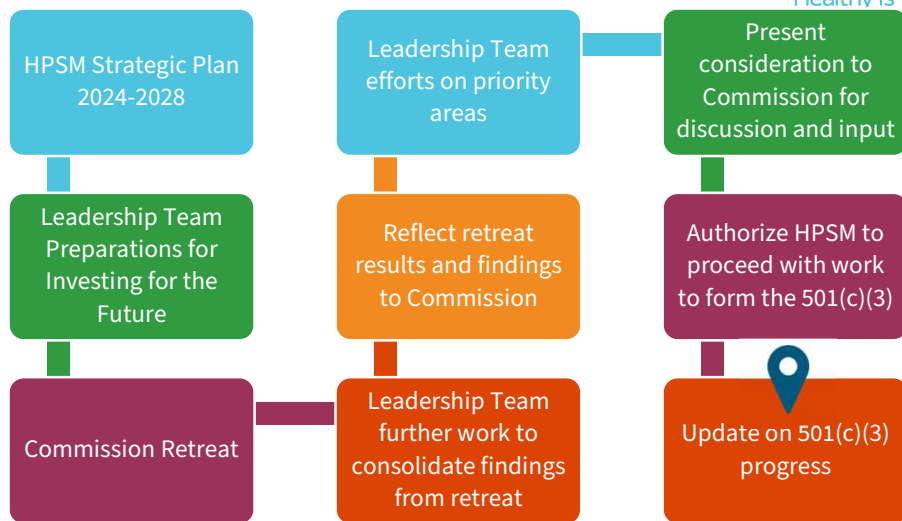 Healthy is
HPSM Strategic Plan
2024-2028
Leadership Team
Preparations for
Investing for the
Future
Commission Retreat
Leadership Team
further work to
consolidate findings
from retreat
Reflect retreat
results and findings
to Commission
Leadership Team
efforts on priority
areas
Present
consideration to
Commission for
discussion and input
Authorize HPSM to
proceed with work
to form the 501(c)(3)
Update on 501(c)(3)
progress